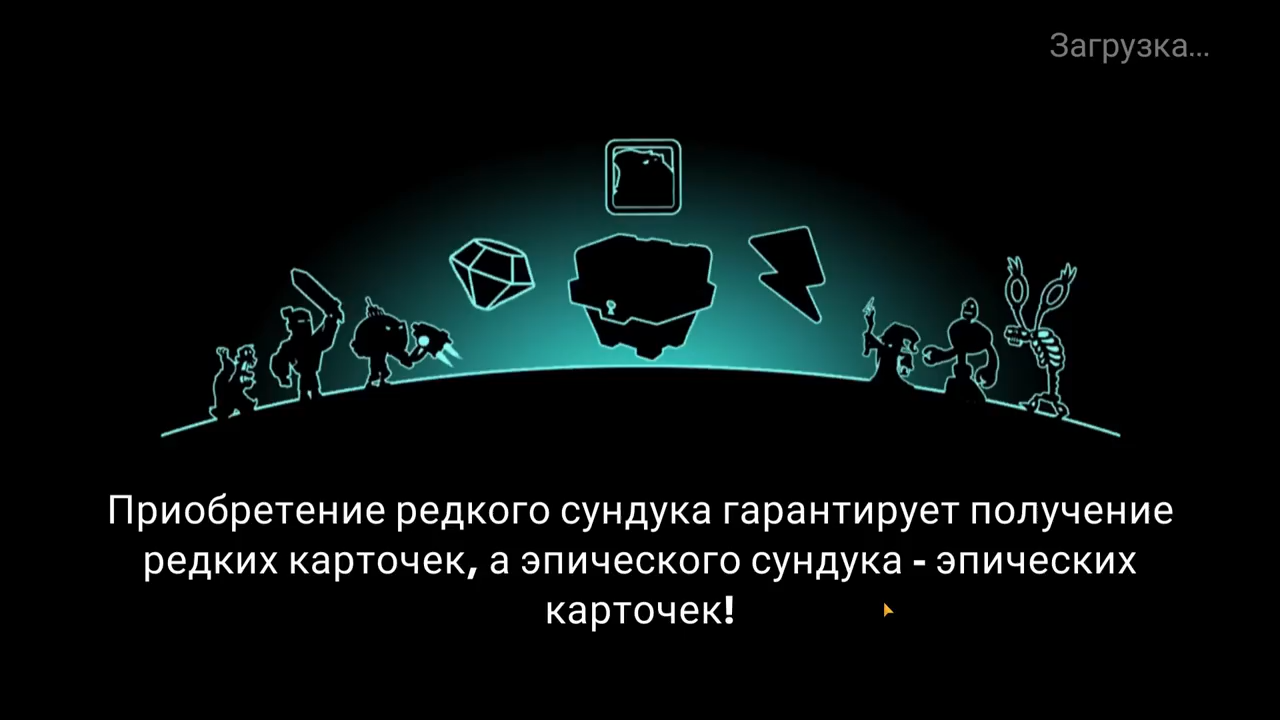 Загрузка...
Приобретение редкого сундука гарантирует получение
редких карточек, а эпического сундука - эпических
карточек!